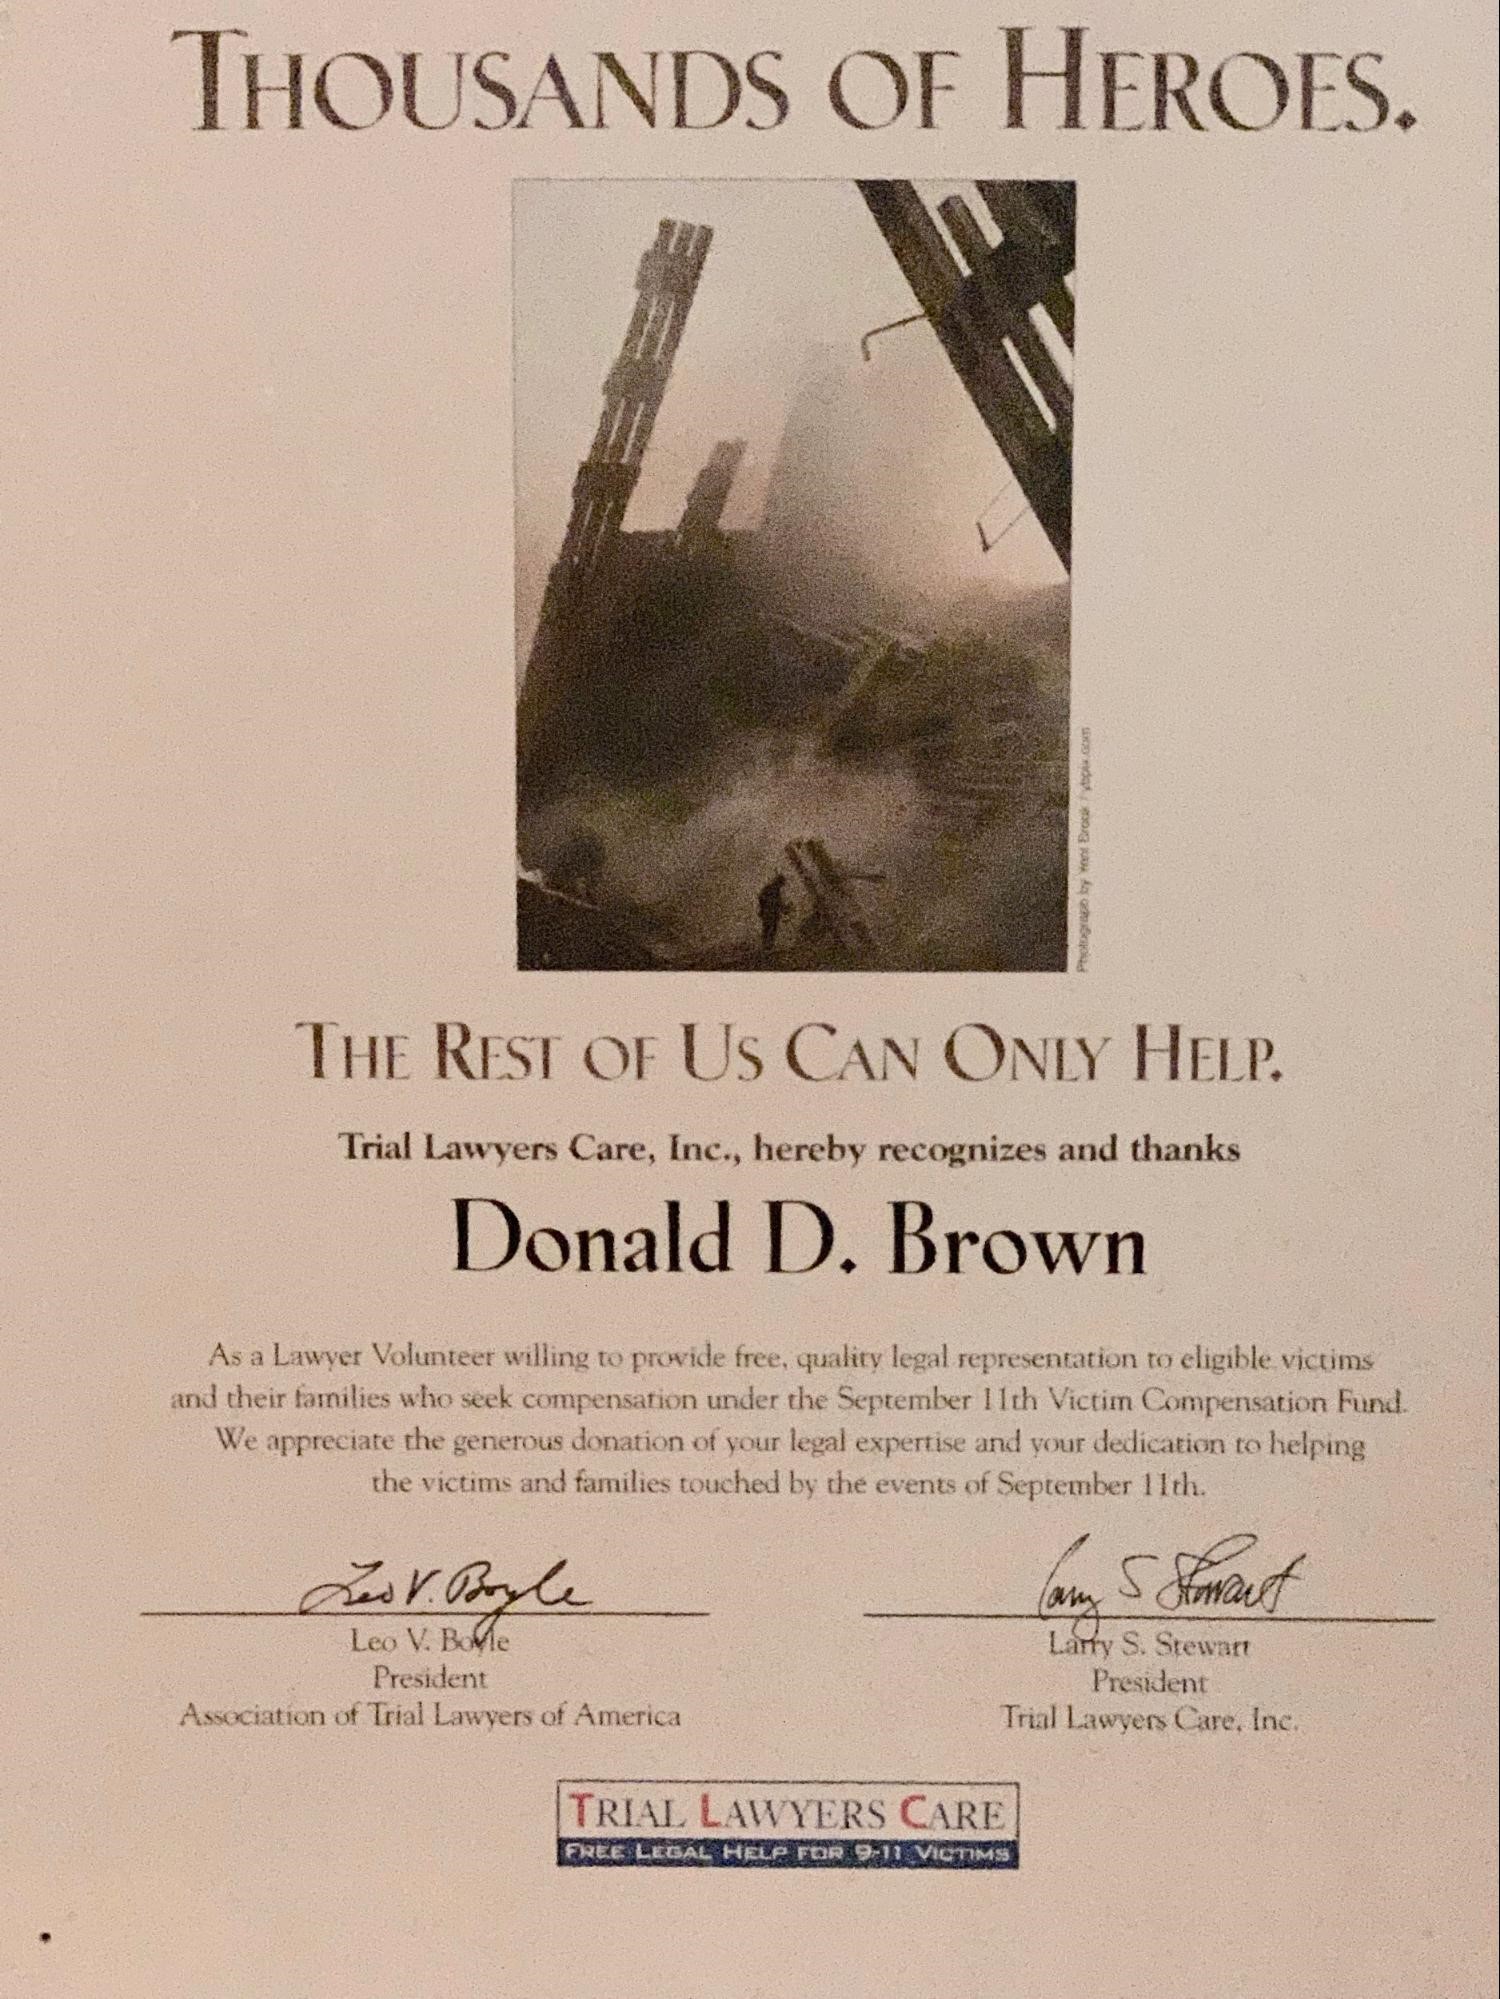 THOUSANDS OF HEROES.
Photograph by Yoni Brook / ybpix.com
THE REST OF US CAN ONLY HELP.
Trial Lawyers Care, Inc., hereby recognizes and thanks
Donald D. Brown
As a Lawyer Volunteer willing to provide free, quality legal representation to eligible victims
and their families who seek compensation under the September 11th Victim Compensation Fund.
We appreciate the generous donation of your legal expertise and your dedication to helping
the victims and families touched by the events of September 11th.
Leo V. Boyle
Larry S Stewart
Leo V. Boyle
Larry S. Stewart
President
President
Association of Trial Lawyers of America
Trial Lawyers Care, Inc.
TRIAL LAWYERS CARE
FREE LEGAL HELP FOR 9-11 VICTIMS